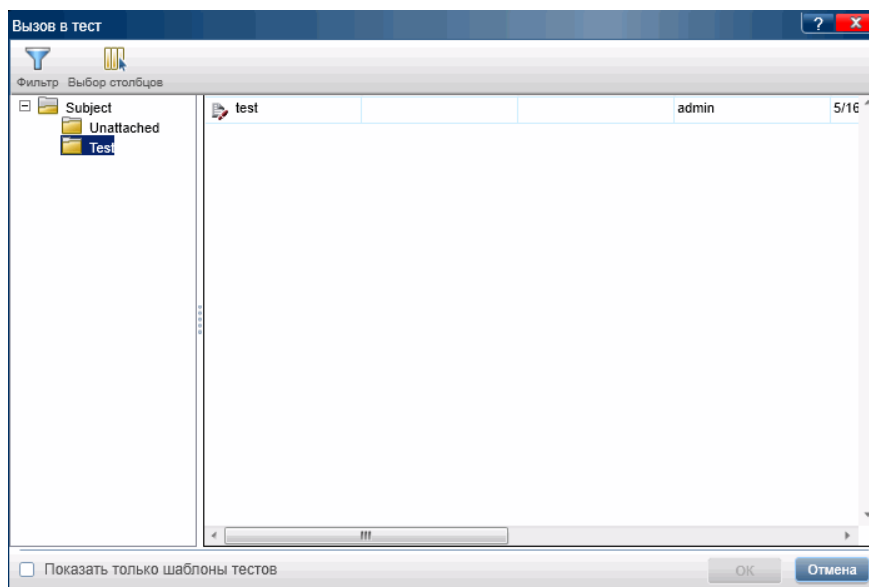 Вызов в тест
?
X
Фильтр Выбор столбцов
Subject
Unattached
Test
test admin 5/16
Показать только шаблоны тестов
OK Отмена